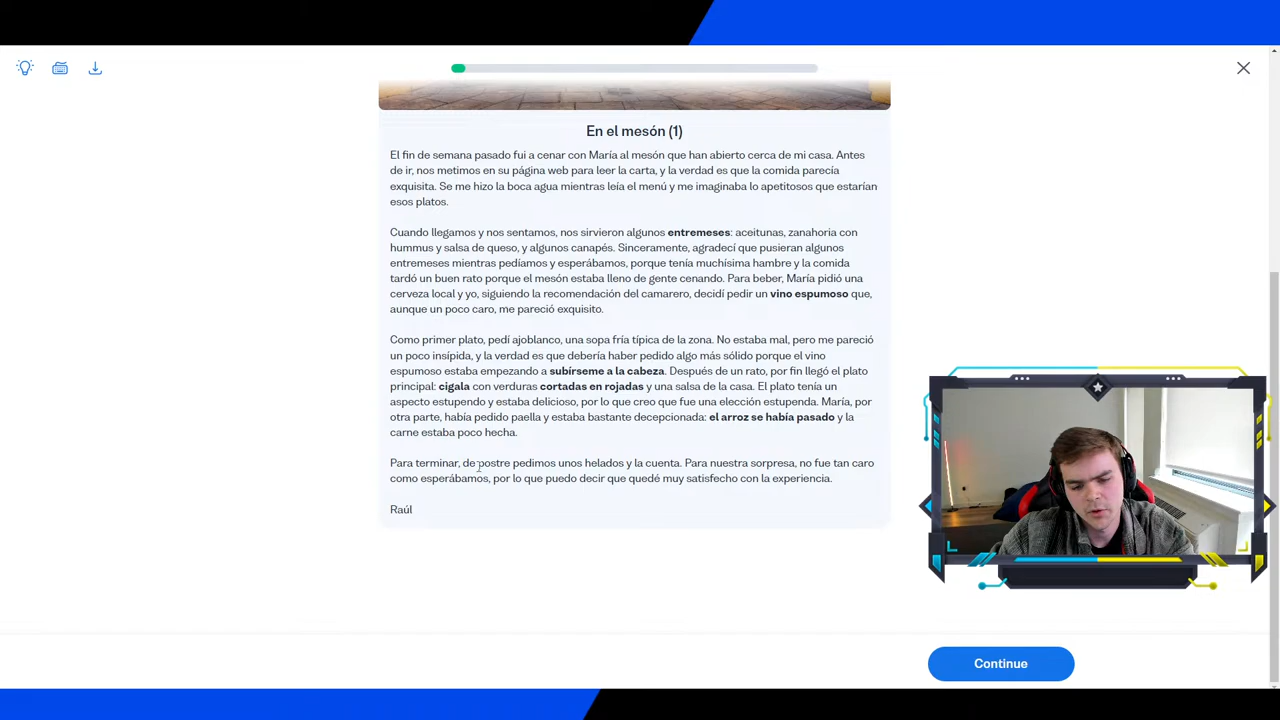 En el mesón (1)
El fin de semana pasado fui a cenar con María al mesón que han abierto cerca de mi casa. Antes
de ir, nos metimos en su página web para leer la carta, y la verdad es que la comida parecía
exquisita. Se me hizo la boca agua mientras leía el menú y me imaginaba lo apetitosos que estarían
esos platos.
Cuando llegamos y nos sentamos, nos sirvieron algunos entremeses: aceitunas, zanahoria con
hummus y salsa de queso, y algunos canapés. Sinceramente, agradecí que pusieran algunos
entremeses mientras pedíamos y esperábamos, porque tenía muchísima hambre y la comida
tardó un buen rato porque el mesón estaba lleno de gente cenando. Para beber, María pidió una
cerveza local y yo, siguiendo la recomendación del camarero, decidí pedir un vino espumoso que,
aunque un poco caro, me pareció exquisito.
Como primer plato, pedí ajoblanco, una sopa fría típica de la zona. No estaba mal, pero me pareció
un poco insípida, y la verdad es que debería haber pedido algo más sólido porque el vino
espumoso estaba empezando a subírseme a la cabeza. Después de un rato, por fin llegó el plato
principal: cigala con verduras cortadas en rojadas y una salsa de la casa. El plato tenía un
aspecto estupendo y estaba delicioso, por lo que creo que fue una elección estupenda. María, por
otra parte, había pedido paella y estaba bastante decepcionada: el arroz se había pasado y la
carne estaba poco hecha.
Para terminar, de postre pedimos unos helados y la cuenta. Para nuestra sorpresa, no fue tan caro
como esperábamos, por lo que puedo decir que quedé muy satisfecho con la experiencia.
Raúl
Continue